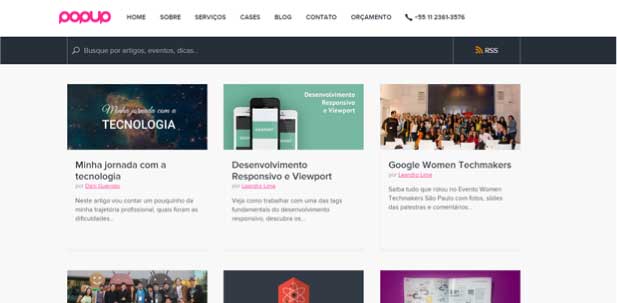 popup
HOME SOBRE SERVIÇOS CASES BLOG CONTATO ORÇAMENTO +55 11 2361-3576
Busque por artigos, eventos, dicas...
RSS
Minha jornada com a
TECNOLOGIA
Minha jornada com a
tecnologia
por
Neste artigo vou contar um pouquinho da
minha trajetória profissional, quais foram as
dificuldades...
Desenvolvimento
Responsivo
e Viewport
Desenvolvimento
Responsivo e Viewport
por Leandro Lima
Veja como trabalhar com uma das tags
fundamentais do desenvolvimento
responsivo, descubra os...
Google Women Techmakers
por Leandro Lima
Saiba tudo que rolou no Evento Women
Techmakers São Paulo com fotos, slides
das palestras e comentários...